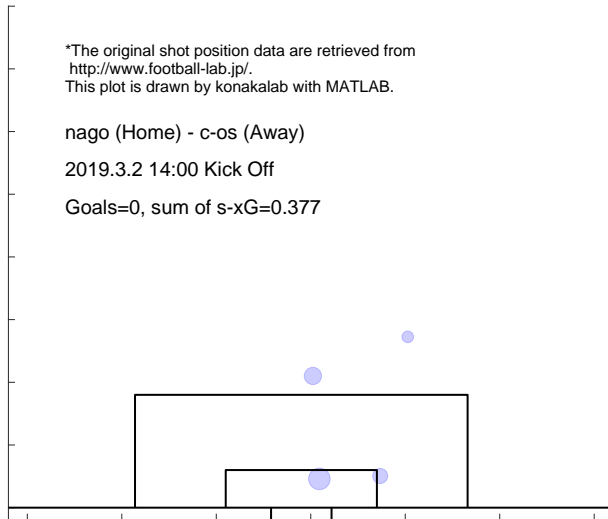 *The original shot position data are retrieved from
http://www.football-lab.jp/.
This plot is drawn by konakalab with MATLAB.
nago (Home) - c-os (Away)
2019.3.2 14:00 Kick Off
Goals=0, sum of s-xG=0.377